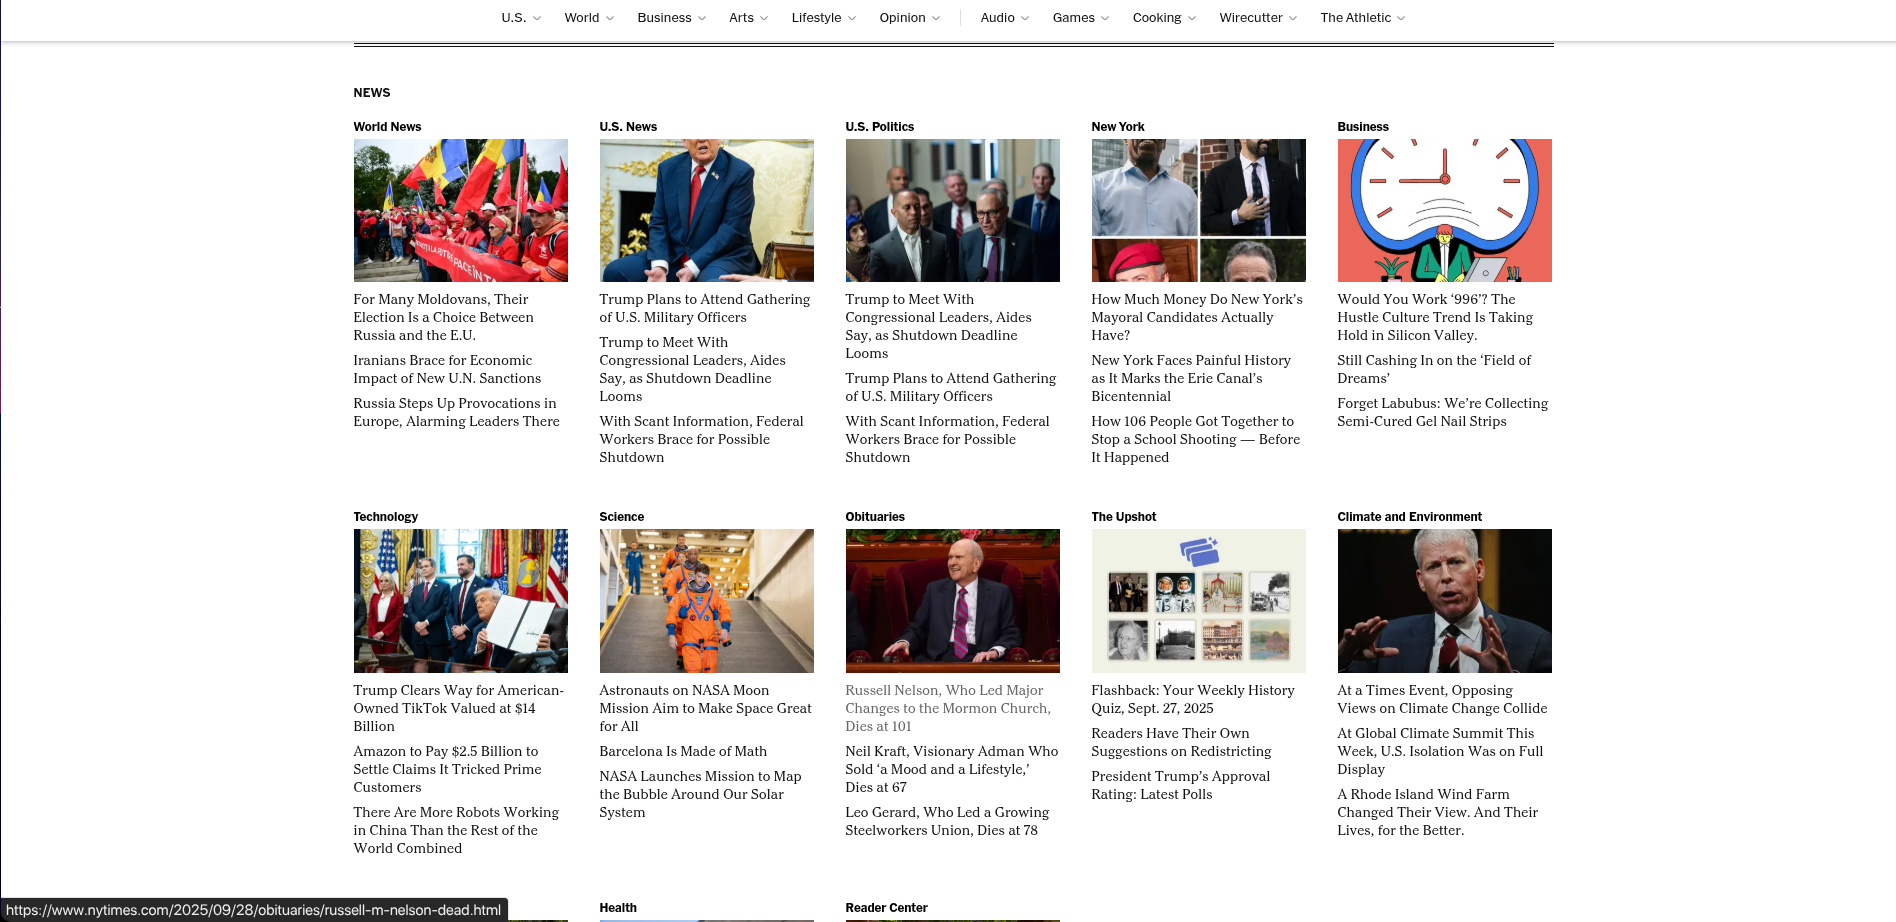 U.S. World Business Arts Lifestyle Opinion Audio Games Cooking Wirecutter The Athletic
NEWS
World News
For Many Moldovans, Their
Election Is a Choice Between
Russia and the E.U.
Iranians Brace for Economic
Impact of New U.N. Sanctions
Russia Steps Up Provocations in
Europe, Alarming Leaders There
U.S. News
Trump Plans to Attend Gathering
of U.S. Military Officers
Trump to Meet With
Congressional Leaders, Aides
Say, as Shutdown Deadline
Looms
With Scant Information, Federal
Workers Brace for Possible
Shutdown
U.S. Politics
Trump to Meet With
Congressional Leaders, Aides
Say, as Shutdown Deadline
Looms
Trump Plans to Attend Gathering
of U.S. Military Officers
With Scant Information, Federal
Workers Brace for Possible
Shutdown
New York
How Much Money Do New York’s
Mayoral Candidates Actually
Have?
New York Faces Painful History
as It Marks the Erie Canal’s
Bicentennial
How 106 People Got Together to
Stop a School Shooting — Before
It Happened
Business
Would You Work ‘996’? The
Hustle Culture Trend Is Taking
Hold in Silicon Valley.
Still Cashing In on the ‘Field of
Dreams’
Forget Labubus: We’re Collecting
Semi-Cured Gel Nail Strips
Technology
Trump Clears Way for American-
Owned TikTok Valued at $14
Billion
Amazon to Pay $2.5 Billion to
Settle Claims It Tricked Prime
Customers
There Are More Robots Working
in China Than the Rest of the
World Combined
Science
Astronauts on NASA Moon
Mission Aim to Make Space Great
for All
Barcelona Is Made of Math
NASA Launches Mission to Map
the Bubble Around Our Solar
System
Obituaries
Russell Nelson, Who Led Major
Changes to the Mormon Church,
Dies at 101
Neil Kraft, Visionary Adman Who
Sold ‘a Mood and a Lifestyle,’
Dies at 67
Leo Gerard, Who Led a Growing
Steelworkers Union, Dies at 78
The Upshot
Flashback: Your Weekly History
Quiz, Sept. 27, 2025
Readers Have Their Own
Suggestions on Redistricting
President Trump’s Approval
Rating: Latest Polls
Climate and Environment
At a Times Event, Opposing
Views on Climate Change Collide
At Global Climate Summit This
Week, U.S. Isolation Was on Full
Display
A Rhode Island Wind Farm
Changed Their View. And Their
Lives, for the Better.
Health
Reader Center
https://www.nytimes.com/2025/09/28/obituaries/russell-m-nelson-dead.html